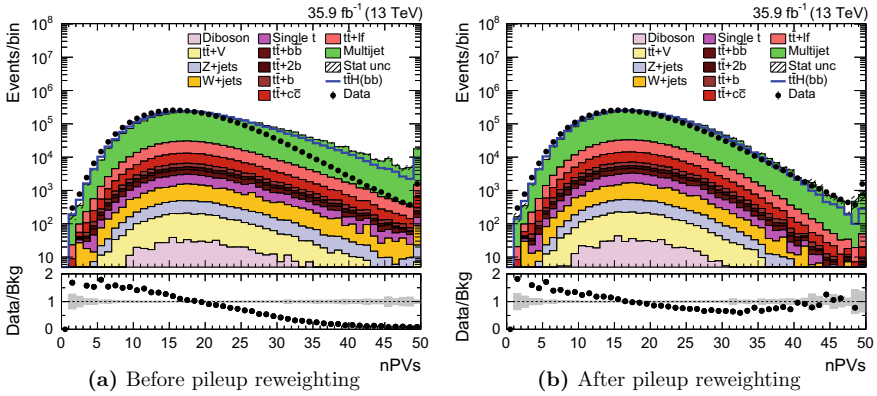 35.9 fb⁻¹ (13 TeV)
Events/bin
10⁸
10⁷
10⁶
10⁵
10⁴
10³
10²
10
Diboson
tt̄+V
Z+jets
W+jets
Single t
tt̄+bb̄
tt̄+2b
tt̄+b
tt̄+cc̄
tt̄+lf
Multijet
Stat unc
tt̄H(bb)
Data
Data/Bkg
2
1
0
0 5 10 15 20 25 30 35 40 45 50
nPVs
(a) Before pileup reweighting
35.9 fb⁻¹ (13 TeV)
Events/bin
10⁸
10⁷
10⁶
10⁵
10⁴
10³
10²
10
Diboson
tt̄+V
Z+jets
W+jets
Single t
tt̄+bb̄
tt̄+2b
tt̄+b
tt̄+cc̄
tt̄+lf
Multijet
Stat unc
tt̄H(bb)
Data
Data/Bkg
2
1
0
0 5 10 15 20 25 30 35 40 45 50
nPVs
(b) After pileup reweighting